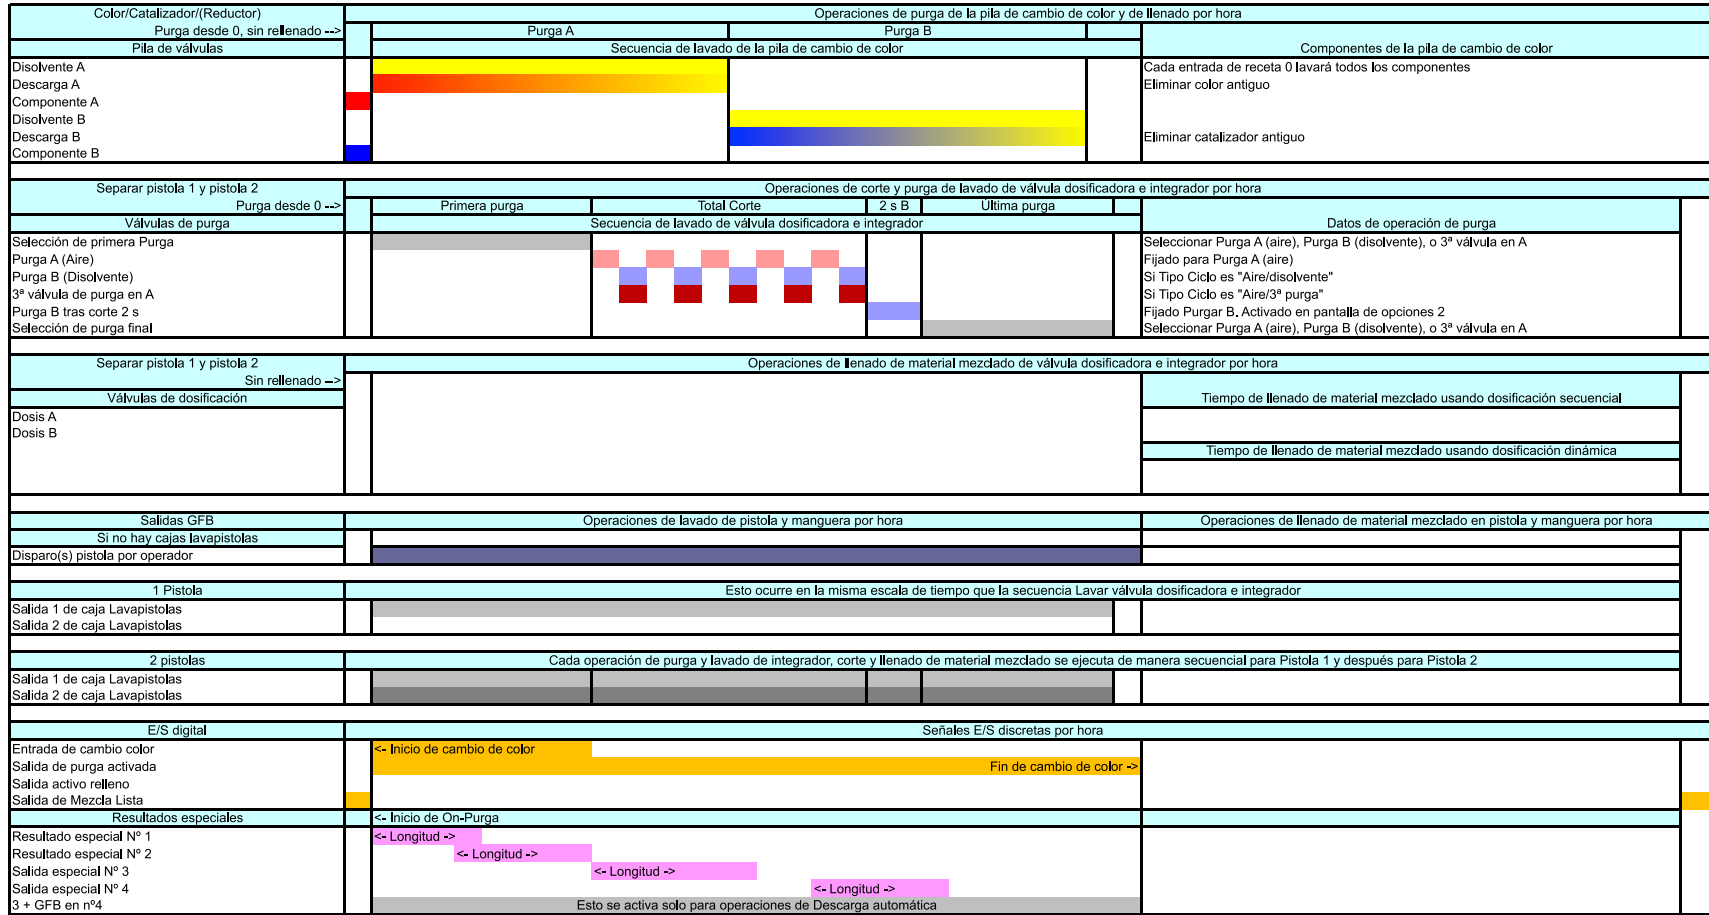 Color/Catalizador/(Reductor)
Operaciones de purga de la pila de cambio de color y de llenado por hora
Purga desde 0, sin rellenado -->
Purga A
Purga B
Pila de válvulas
Secuencia de lavado de la pila de cambio de color
Componentes de la pila de cambio de color
Disolvente A
Cada entrada de receta 0 lavará todos los componentes
Descarga A
Eliminar color antiguo
Componente A
Disolvente B
Descarga B
Eliminar catalizador antiguo
Componente B
Separar pistola 1 y pistola 2
Operaciones de corte y purga de lavado de válvula dosificadora e integrador por hora
Purga desde 0 -->
Primera purga
Total Corte
2 s B
Última purga
Válvulas de purga
Secuencia de lavado de válvula dosificadora e integrador
Datos de operación de purga
Selección de primera Purga
Seleccionar Purga A (aire), Purga B (disolvente), o 3ª válvula en A
Purga A (Aire)
Fijado para Purga A (aire)
Purga B (Disolvente)
Si Tipo Ciclo es "Aire/disolvente"
3ª válvula de purga en A
Si Tipo Ciclo es "Aire/3ª purga"
Purga B tras corte 2 s
Fijado Purgar B. Activado en pantalla de opciones 2
Selección de purga final
Seleccionar Purga A (aire), Purga B (disolvente), o 3ª válvula en A
Separar pistola 1 y pistola 2
Operaciones de llenado de material mezclado de válvula dosificadora e integrador por hora
Sin rellenado -->
Válvulas de dosificación
Tiempo de llenado de material mezclado usando dosificación secuencial
Dosis A
Dosis B
Tiempo de llenado de material mezclado usando dosificación dinámica
Salidas GFB
Operaciones de lavado de pistola y manguera por hora
Operaciones de llenado de material mezclado en pistola y manguera por hora
Si no hay cajas lavapistolas
Disparo(s) pistola por operador
1 Pistola
Esto ocurre en la misma escala de tiempo que la secuencia Lavar válvula dosificadora e integrador
Salida 1 de caja Lavapistolas
Salida 2 de caja Lavapistolas
2 pistolas
Cada operación de purga y lavado de integrador, corte y llenado de material mezclado se ejecuta de manera secuencial para Pistola 1 y después para Pistola 2
Salida 1 de caja Lavapistolas
Salida 2 de caja Lavapistolas
E/S digital
Señales E/S discretas por hora
Entrada de cambio color
<- Inicio de cambio de color
Salida de purga activada
Fin de cambio de color ->
Salida activo relleno
Salida de Mezcla Lista
Resultados especiales
<- Inicio de On-Purga
Resultado especial Nº 1
<- Longitud ->
Resultado especial Nº 2
<- Longitud ->
Salida especial Nº 3
<- Longitud ->
Salida especial Nº 4
<- Longitud ->
3 + GFB en nº4
Esto se activa solo para operaciones de Descarga automática